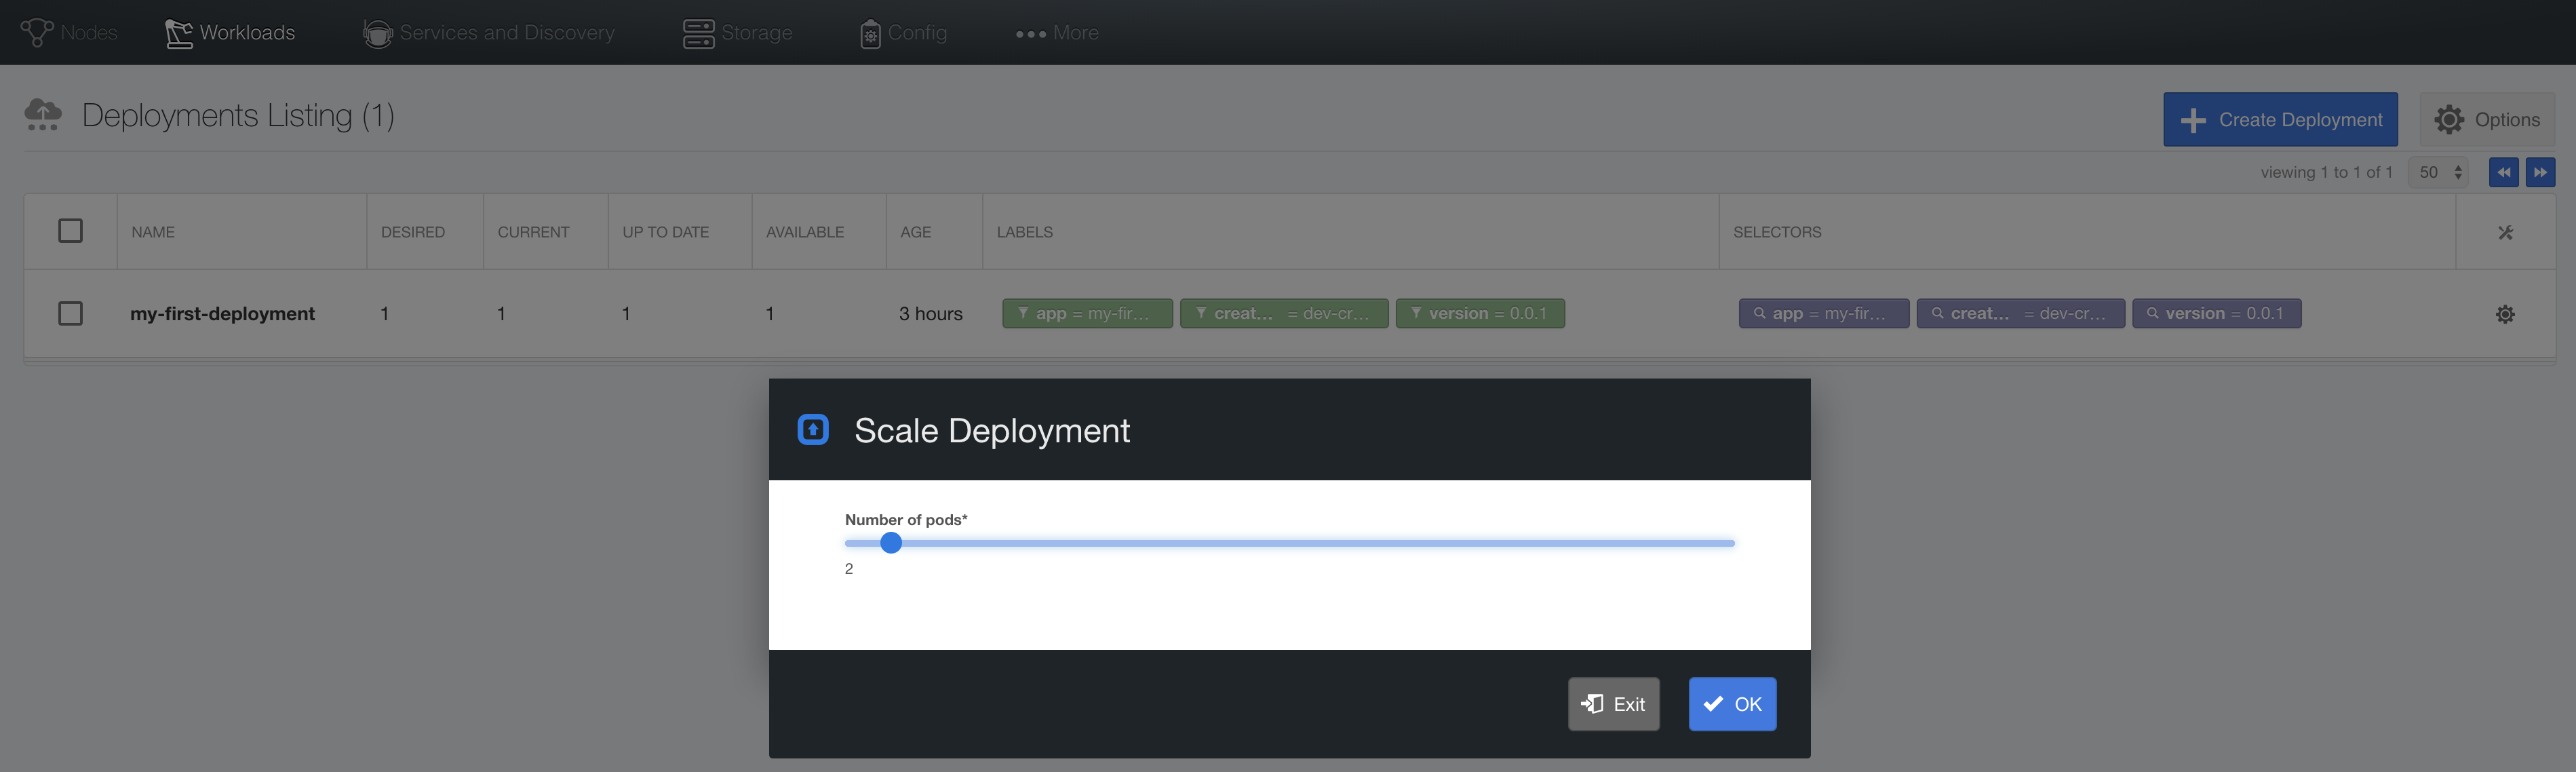 Nodes Workloads Services and Discovery Storage Config More
Deployments Listing (1) Create Deployment Options
viewing 1 to 1 of 1 50
NAME DESIRED CURRENT UP TO DATE AVAILABLE AGE LABELS SELECTORS
my-first-deployment 1 1 1 1 3 hours app = my-fir... creat... = dev-cr... version = 0.0.1 app = my-fir... creat... = dev-cr... version = 0.0.1
Scale Deployment
Number of pods*
2
Exit OK